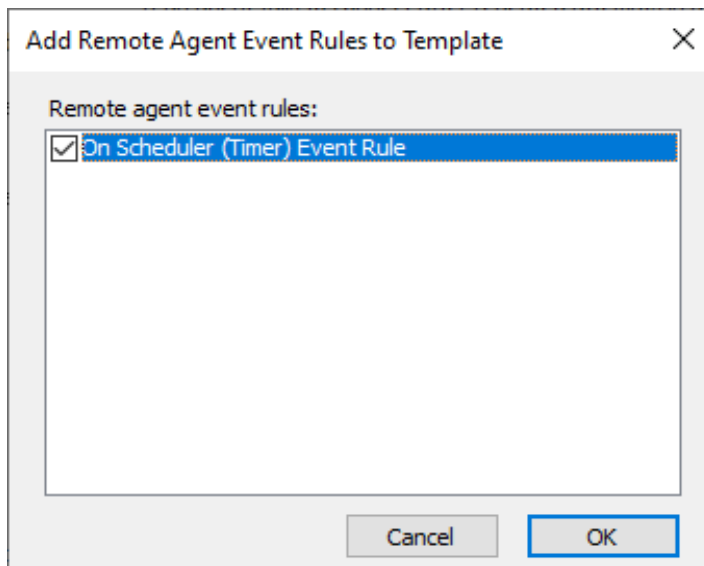 Add Remote Agent Event Rules to Template
Remote agent event rules:
On Scheduler (Timer) Event Rule
Cancel
OK